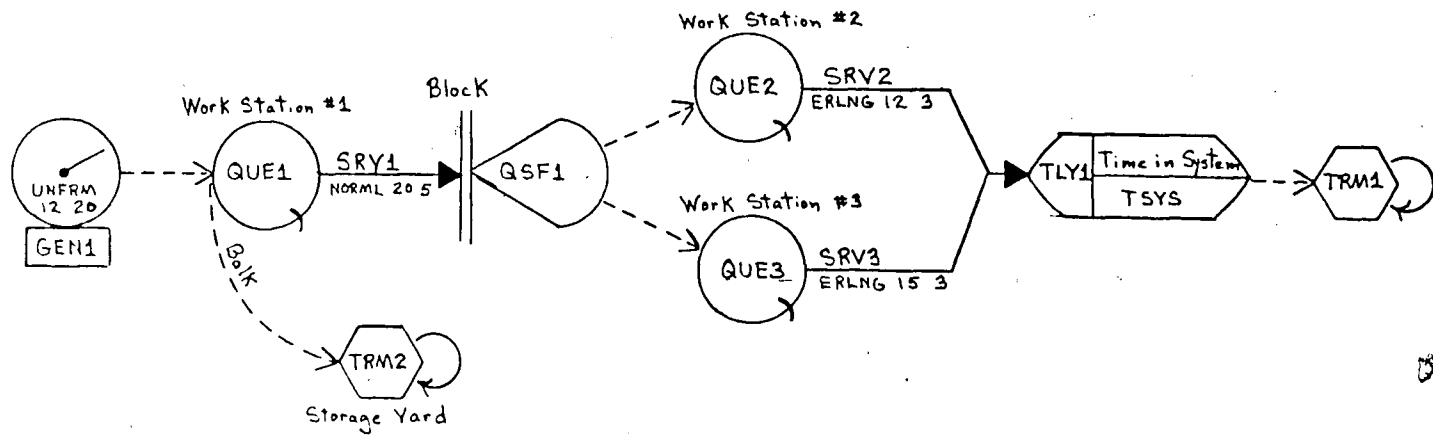 UNFRM
12 20
GEN1
Work Station #1
QUE1
SRY1
NORML 20 5
Balk
TRM2
Storage Yard
Block
QSF1
Work Station #2
QUE2
SRV2
ERLNG 12 3
Work Station #3
QUE3
SRV3
ERLNG 15 3
TLY1
Time in System
TSYS
TRM1